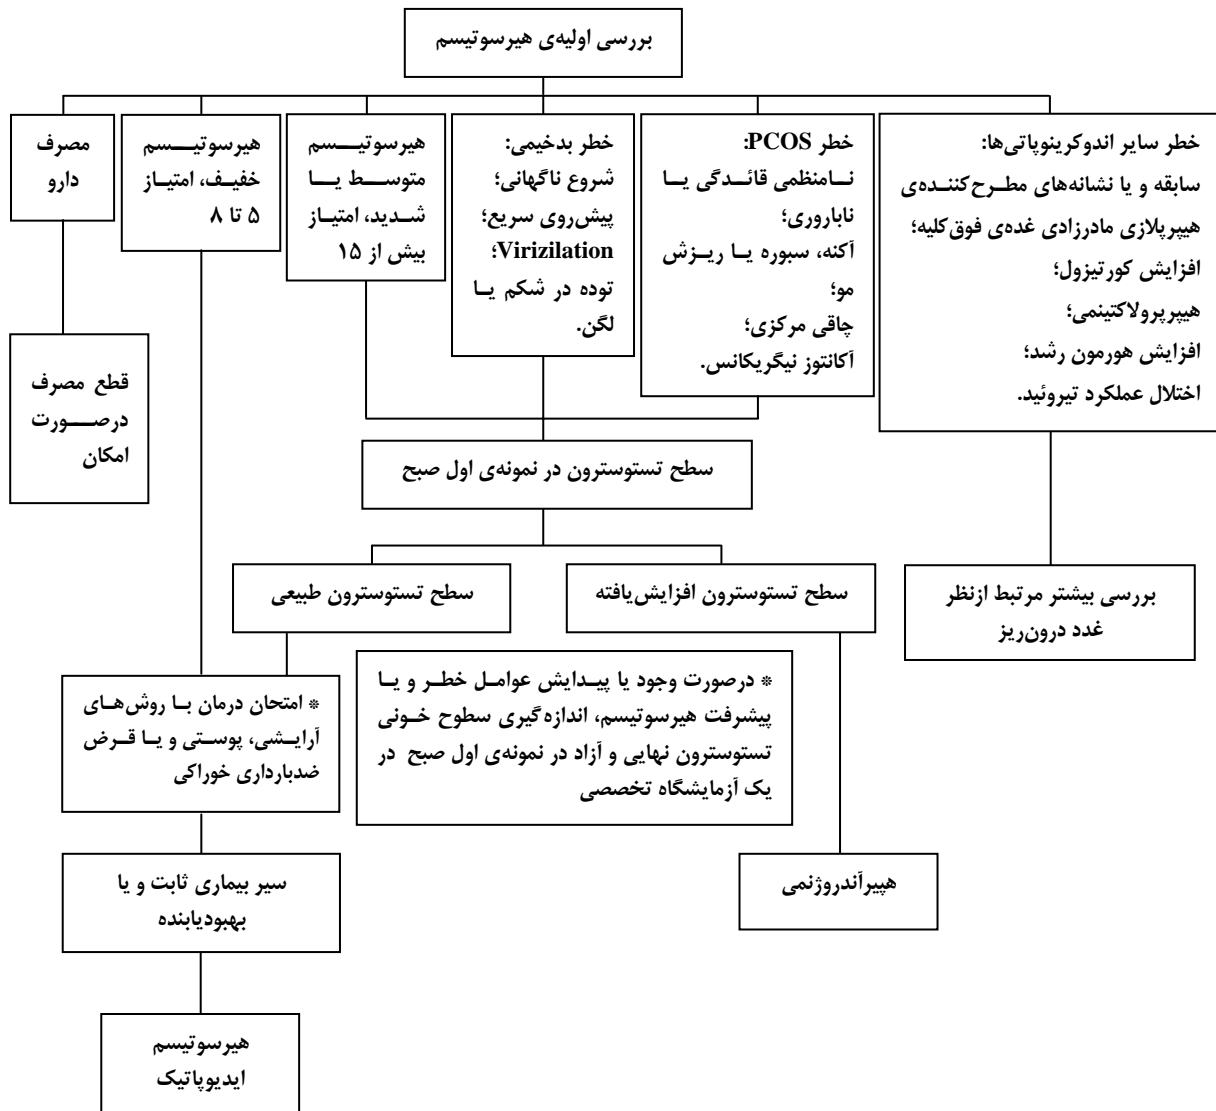 بررسی اولیه‌ی هیرسوتیسم
خطر سایر اندوکرینوپاتی‌ها:
سابقه و یا نشانه‌های مطرح‌کننده‌ی
هیپرپلازی مادرزادی غده‌ی فوق‌کلیه؛
افزایش کورتیزول؛
هیپرپرولاکتینمی؛
افزایش هورمون رشد؛
اختلال عملکرد تیروئید.
خطر PCOS:
نامنظمی قائدگی یا
ناباروری؛
آکنه، سبوره یا ریزش
مو؛
چاقی مرکزی؛
آکانتوز نیگریکانس.
خطر بدخیمی:
شروع ناگهانی؛
پیش‌روی سریع؛
Virizilation؛
توده در شکم یا
لگن.
هیرسوتیسم
متوسط یا
شدید، امتیاز
بیش از ۱۵
هیرسوتیسم
خفیف، امتیاز
۵ تا ۸
مصرف
دارو
قطع مصرف
درصورت
امکان
سطح تستوسترون در نمونه‌ی اول صبح
سطح تستوسترون افزایش‌یافته
سطح تستوسترون طبیعی
بررسی بیشتر مرتبط ازنظر
غدد درون‌ریز
* درصورت وجود یا پیدایش عوامل خطر و یا
پیشرفت هیرسوتیسم، اندازه‌گیری سطوح خونی
تستوسترون نهایی و آزاد در نمونه‌ی اول صبح در
یک آزمایشگاه تخصصی
* امتحان درمان با روش‌های
آرایشی، پوستی و یا قرض
ضدبارداری خوراکی
سیر بیماری ثابت و یا
بهبودیابنده
هپیرآندروژنمی
هیرسوتیسم
ایدیوپاتیک